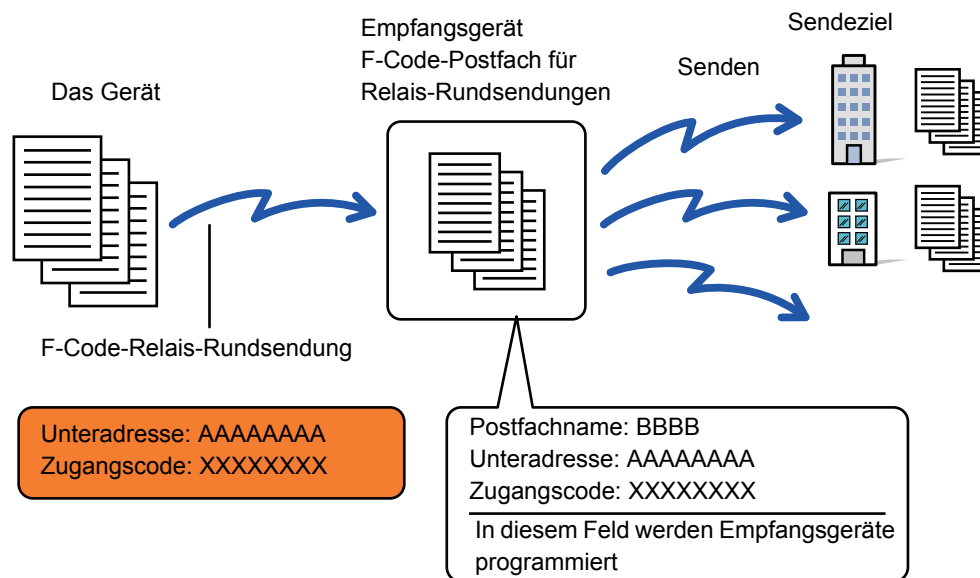 Das Gerät
Empfangsgerät
F-Code-Postfach für
Relais-Rundsendungen
Senden
Sendeziel
F-Code-Relais-Rundsendung
Unteradresse: AAAAAAAA
Zugangscode: XXXXXXXX
Postfachname: BBBB
Unteradresse: AAAAAAAA
Zugangscode: XXXXXXXX
In diesem Feld werden Empfangsgeräte
programmiert